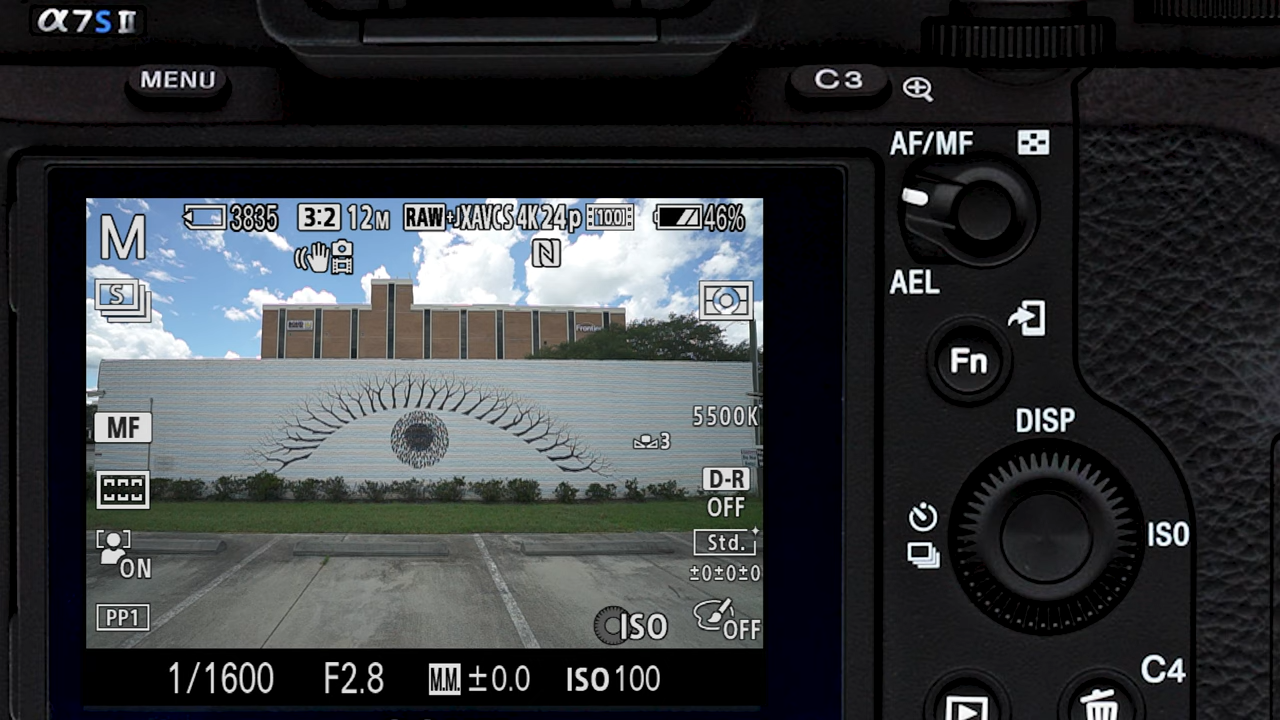 α7SII
MENU
C3
AF/MF
AEL
Fn
DISP
ISO
C4
M
3835
3:2
12M
RAW+J
XAVC S 4K
24p
100
46%
N
S
Frontier
MF
5500K
3
D-R
OFF
ON
Std.
±0±0±0
PP1
ISO
OFF
1/1600
F2.8
M.M.
±0.0
ISO 100